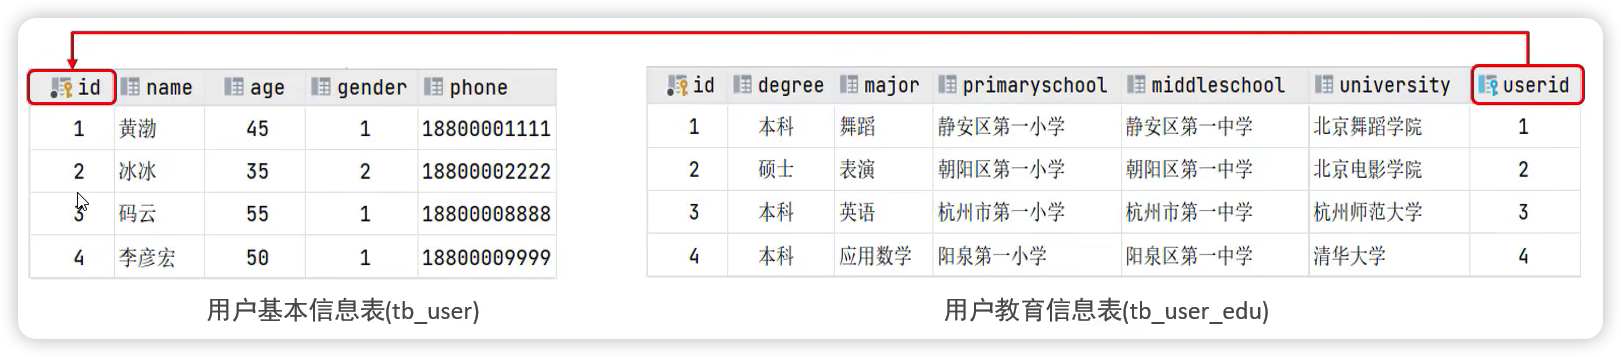 id name age gender phone
1 黄渤 45 1 18800001111
2 冰冰 35 2 18800002222
3 码云 55 1 18800008888
4 李彦宏 50 1 18800009999
用户基本信息表(tb_user)
id degree major primaryschool middleschool university userid
1 本科 舞蹈 静安区第一小学 静安区第一中学 北京舞蹈学院 1
2 硕士 表演 朝阳区第一小学 朝阳区第一中学 北京电影学院 2
3 本科 英语 杭州市第一小学 杭州市第一中学 杭州师范大学 3
4 本科 应用数学 阳泉第一小学 阳泉区第一中学 清华大学 4
用户教育信息表(tb_user_edu)